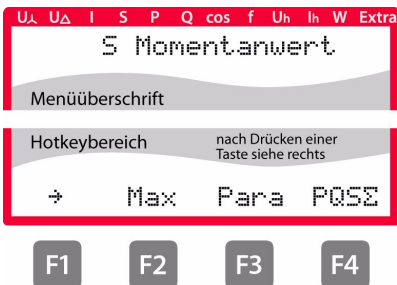 U⅄ U△ I S P Q cos f Uh Ih W Extra
S Momentanwert
Menüüberschrift
Hotkeybereich
nach Drücken einer
Taste siehe rechts
→ Max Para PQSΣ
F1 F2 F3 F4